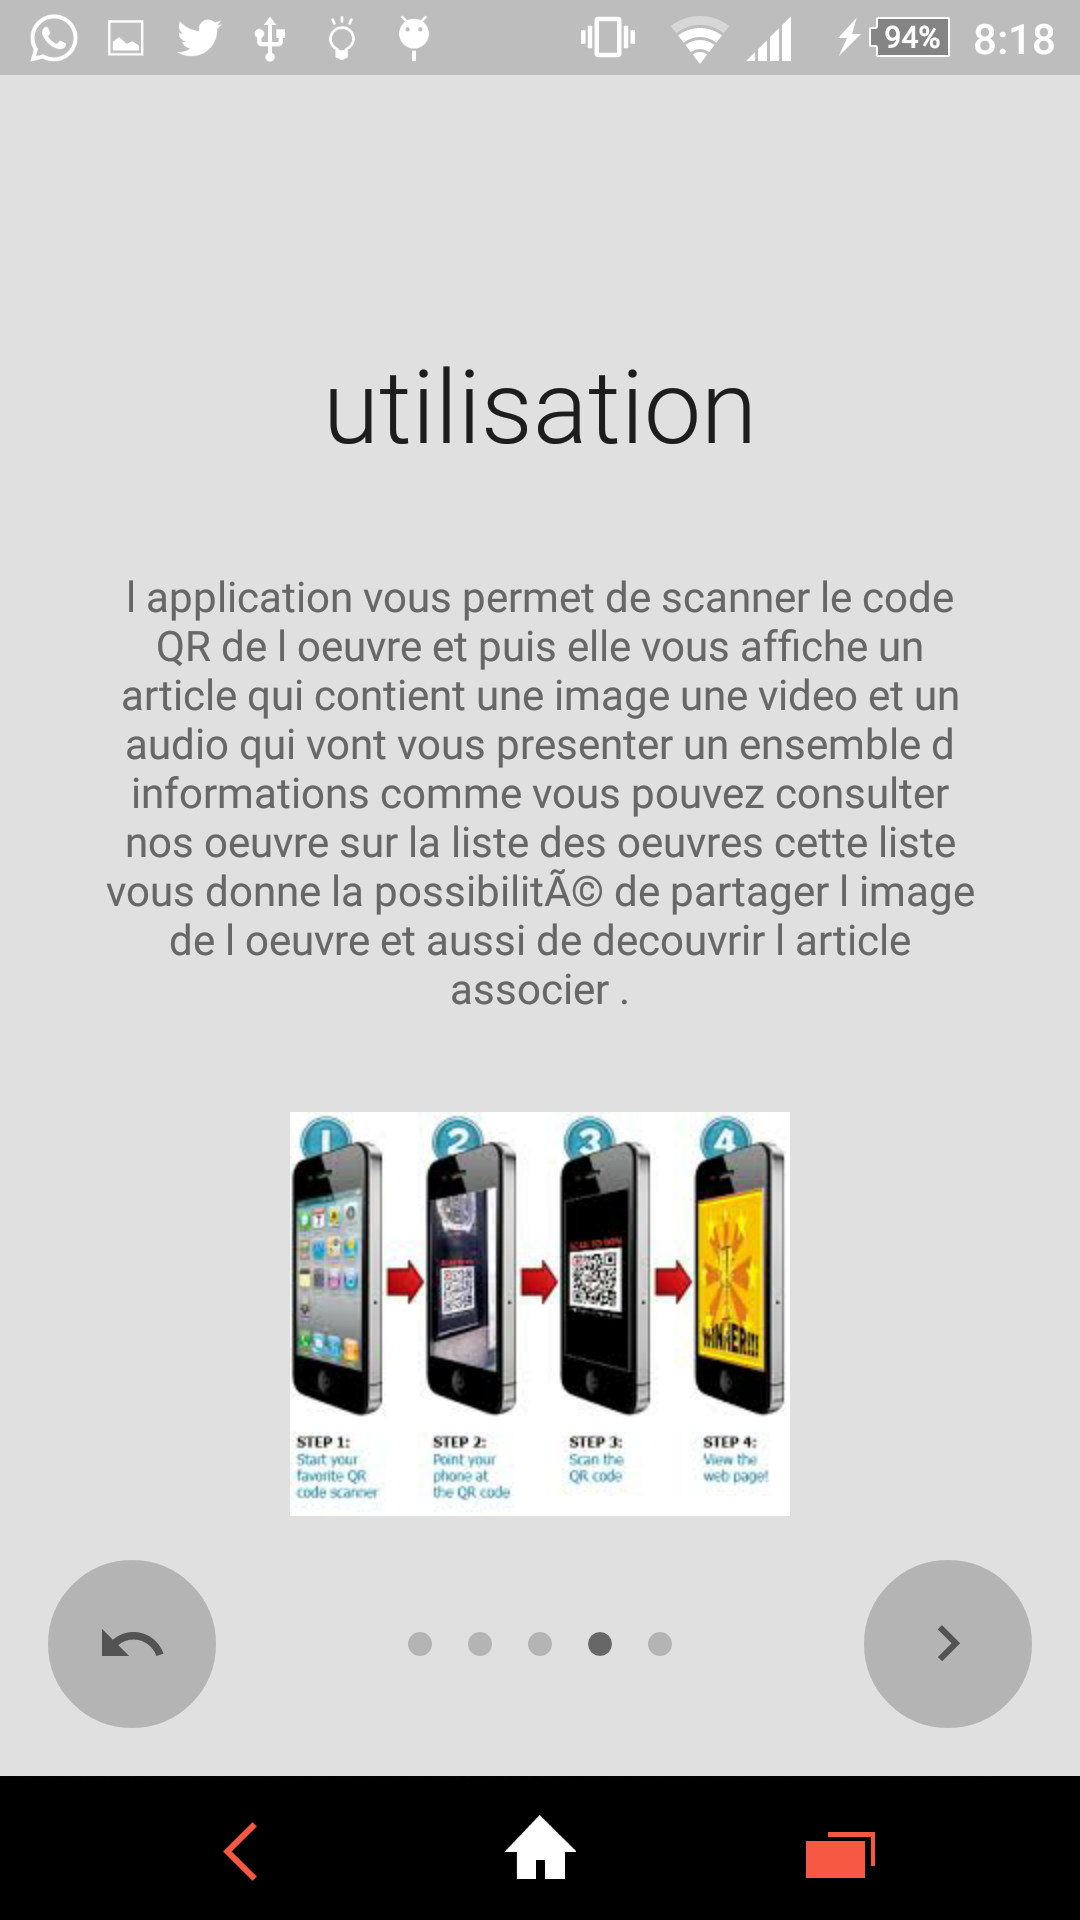 94% 8:18
utilisation
l application vous permet de scanner le code
QR de l oeuvre et puis elle vous affiche un
article qui contient une image une video et un
audio qui vont vous presenter un ensemble d
informations comme vous pouvez consulter
nos oeuvre sur la liste des oeuvres cette liste
vous donne la possibilitÃ© de partager l image
de l oeuvre et aussi de decouvrir l article
associer .
1 2 3 4
WINNER!!!
STEP 1: STEP 2: STEP 3: STEP 4:
Start your Point your Scan the View the
favorite QR phone at QR code web page!
code scanner the QR code